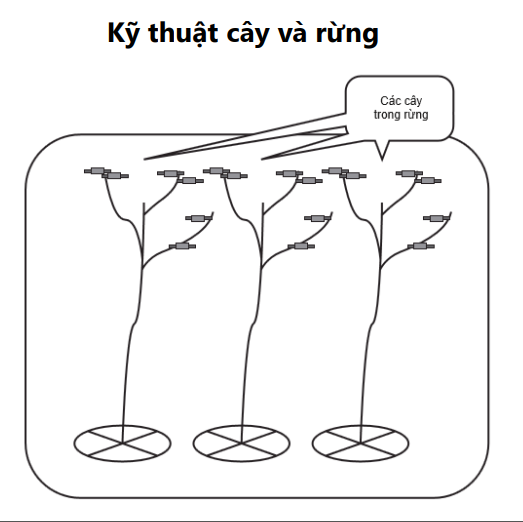 Kỹ thuật cây và rừng
Các cây
trong rừng